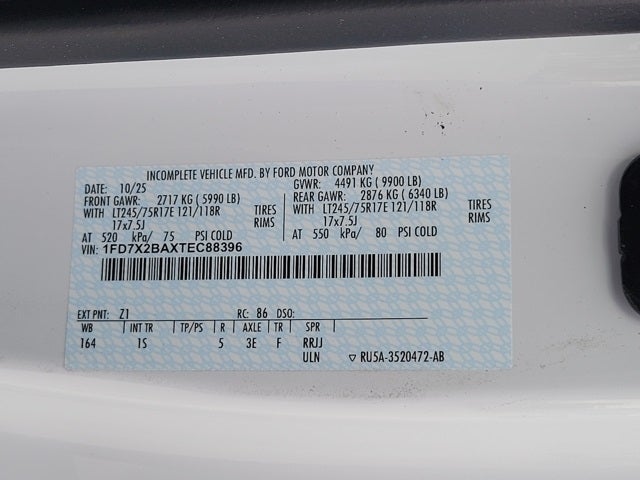 INCOMPLETE VEHICLE MFD. BY FORD MOTOR COMPANY
DATE: 10/25 GVWR: 4491 KG ( 9900 LB)
FRONT GAWR: 2717 KG ( 5990 LB) REAR GAWR: 2876 KG ( 6340 LB)
WITH LT245/75R17E 121/118R TIRES WITH LT245/75R17E 121/118R TIRES
17x7.5J RIMS 17x7.5J RIMS
AT 520 kPa/ 75 PSI COLD AT 550 kPa/ 80 PSI COLD
VIN: 1FD7X2BAXTEC88396
EXT PNT: Z1 RC: 86 DSO:
WB INT TR TP/PS R AXLE TR SPR
164 1S 5 3E F RRJJ
ULN RU5A-3520472-AB